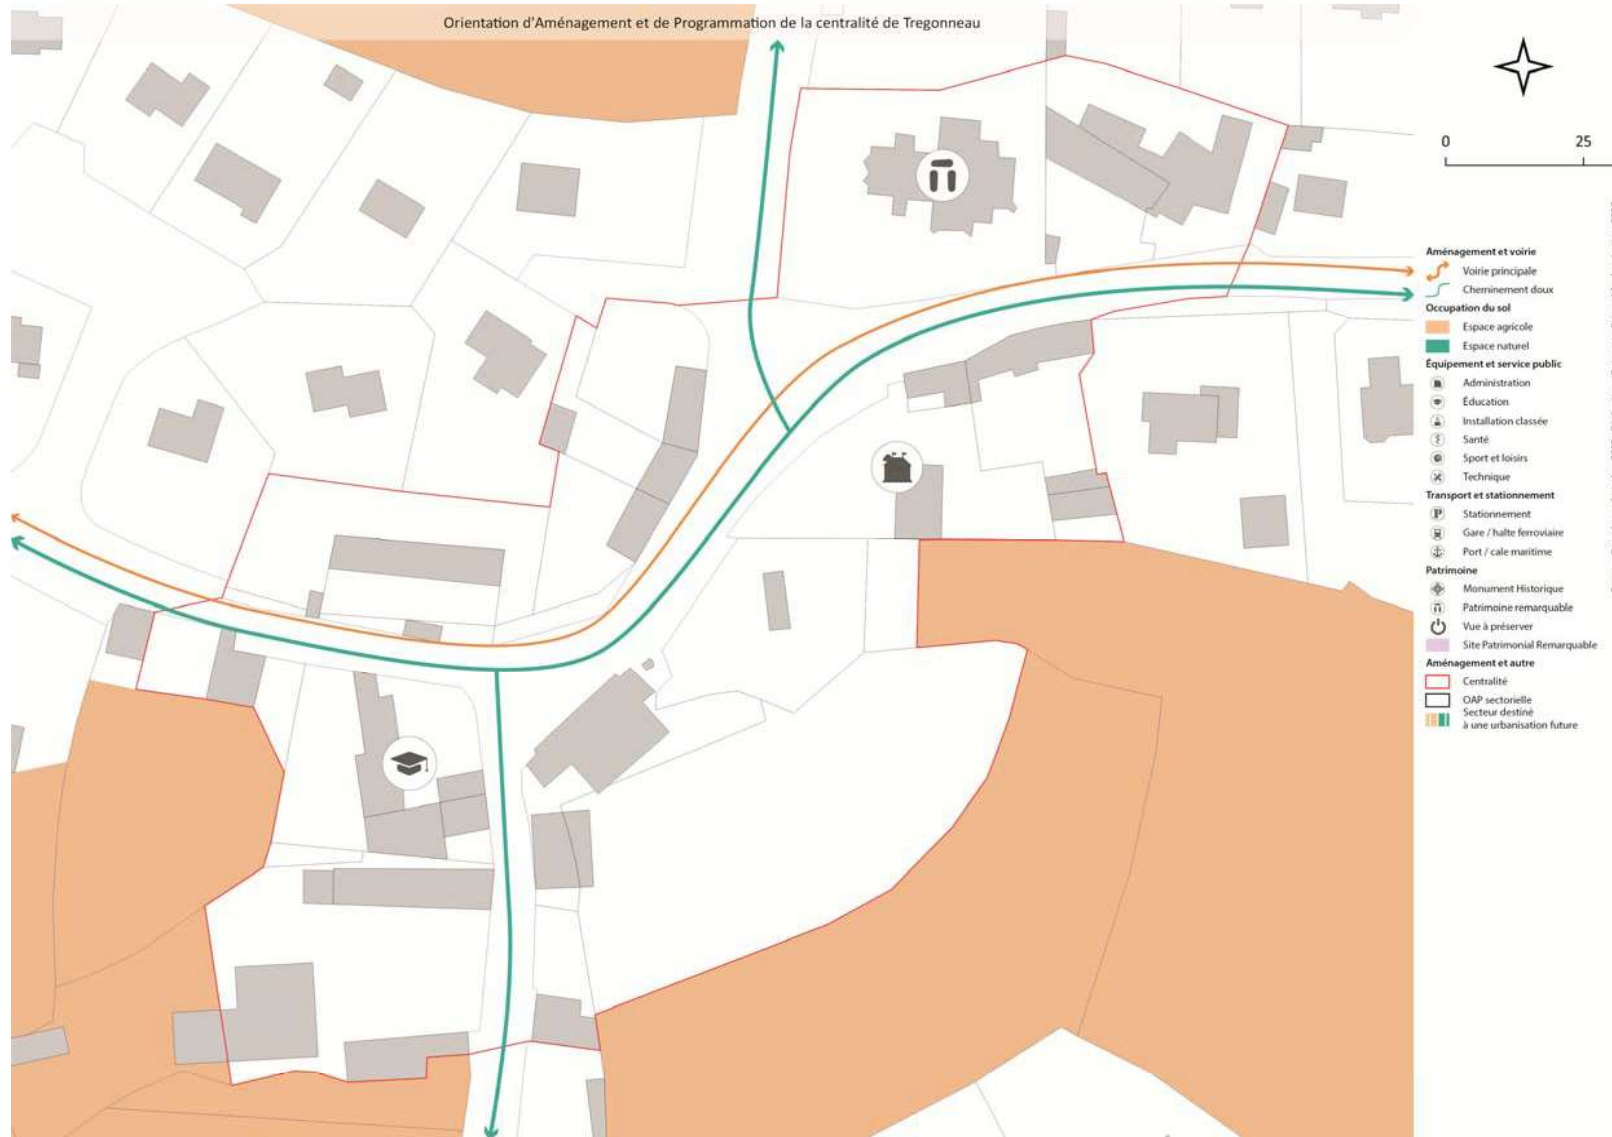 Orientation d'Aménagement et de Programmation de la centralité de Tregonneau
0 25
Aménagement et voirie
Voirie principale
Cheminement doux
Occupation du sol
Espace agricole
Espace naturel
Équipement et service public
Administration
Éducation
Installation classée
Santé
Sport et loisirs
Technique
Transport et stationnement
P Stationnement
Gare / halte ferroviaire
Port / cale maritime
Patrimoine
Monument Historique
Patrimoine remarquable
Vue à préserver
Site Patrimonial Remarquable
Aménagement et autre
Centralité
OAP sectorielle
Secteur destiné
à une urbanisation future